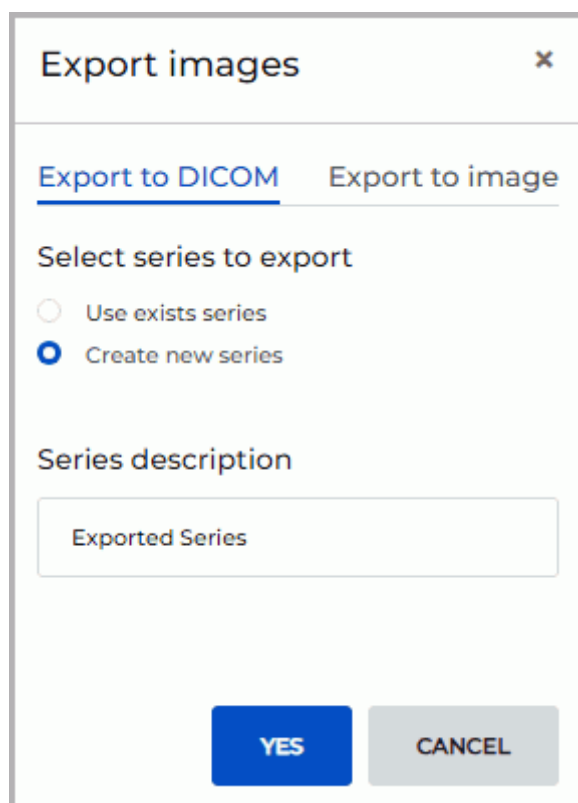 Export images
×
Export to DICOM Export to image
Select series to export
Use exists series
Create new series
Series description
Exported Series
YES CANCEL